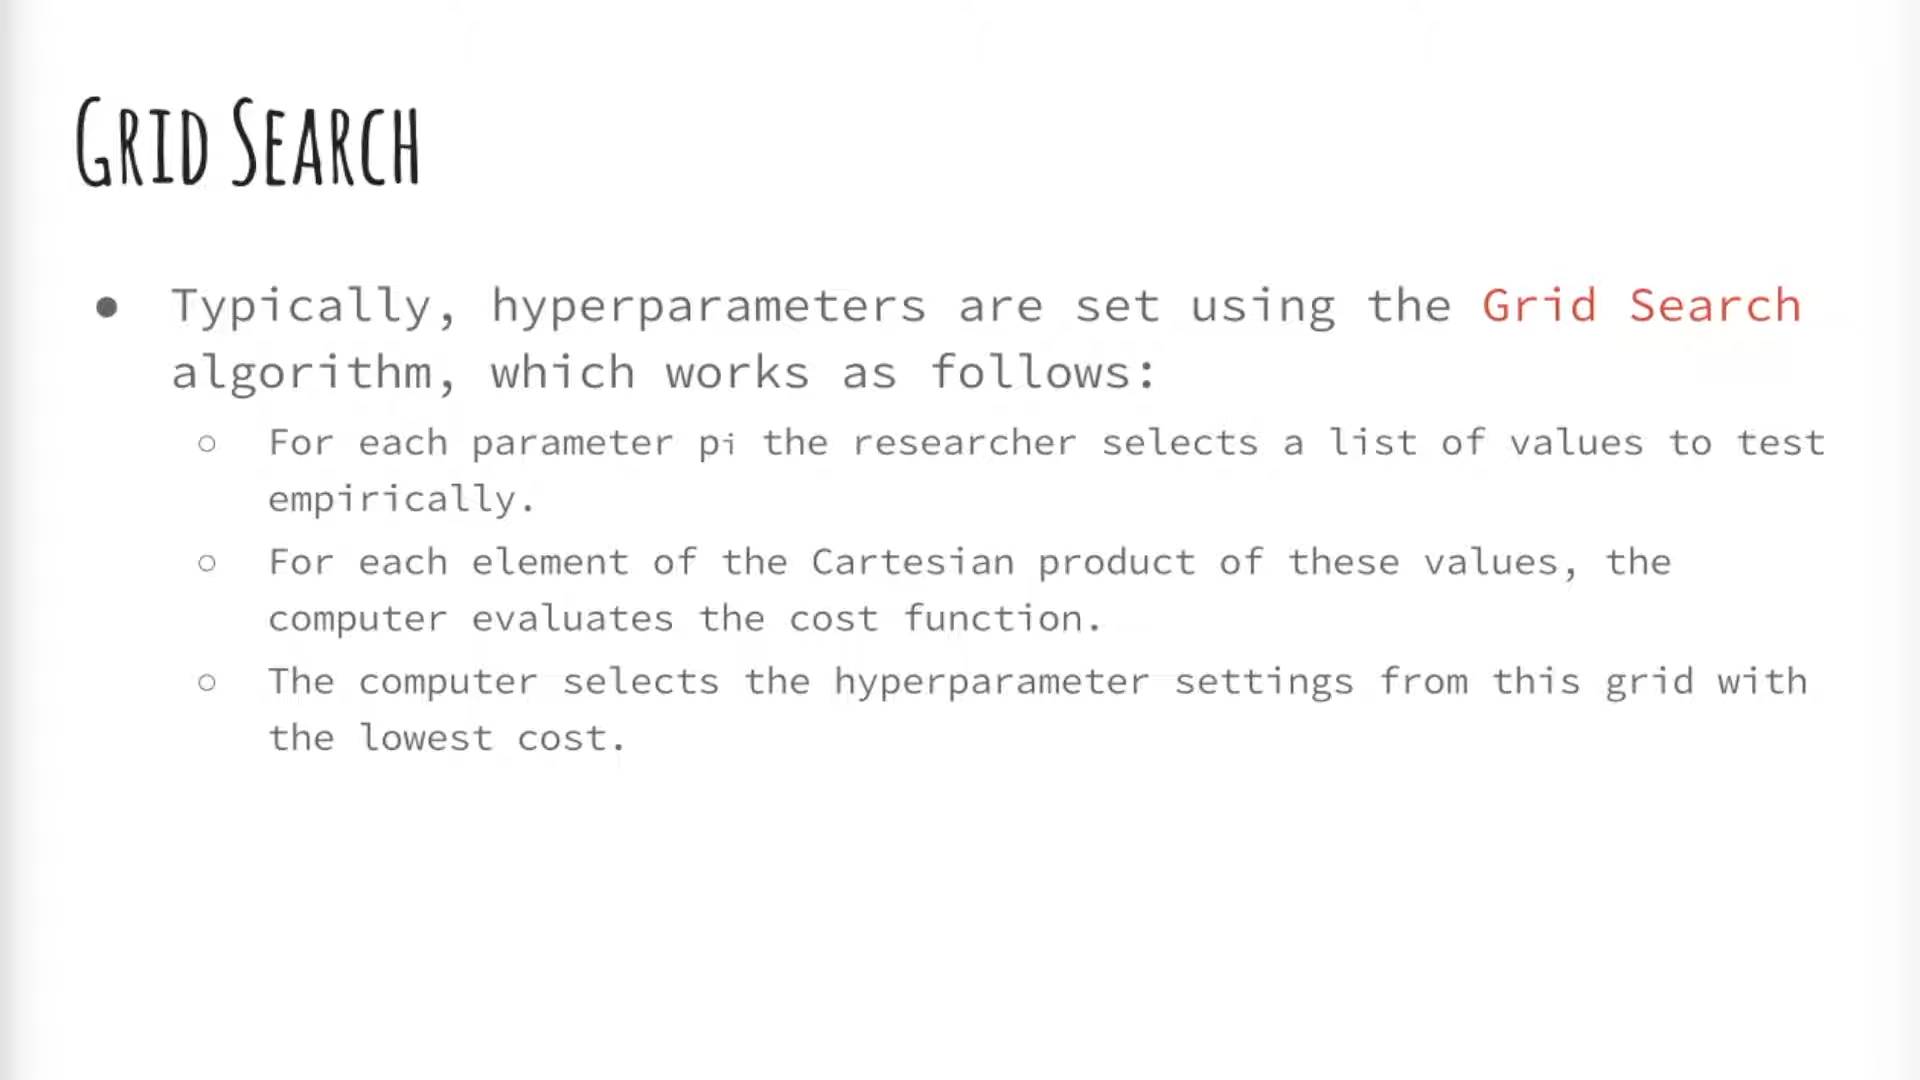 GRID SEARCH
● Typically, hyperparameters are set using the Grid Search
algorithm, which works as follows:
○ For each parameter pi the researcher selects a list of values to test
empirically.
○ For each element of the Cartesian product of these values, the
computer evaluates the cost function.
○ The computer selects the hyperparameter settings from this grid with
the lowest cost.